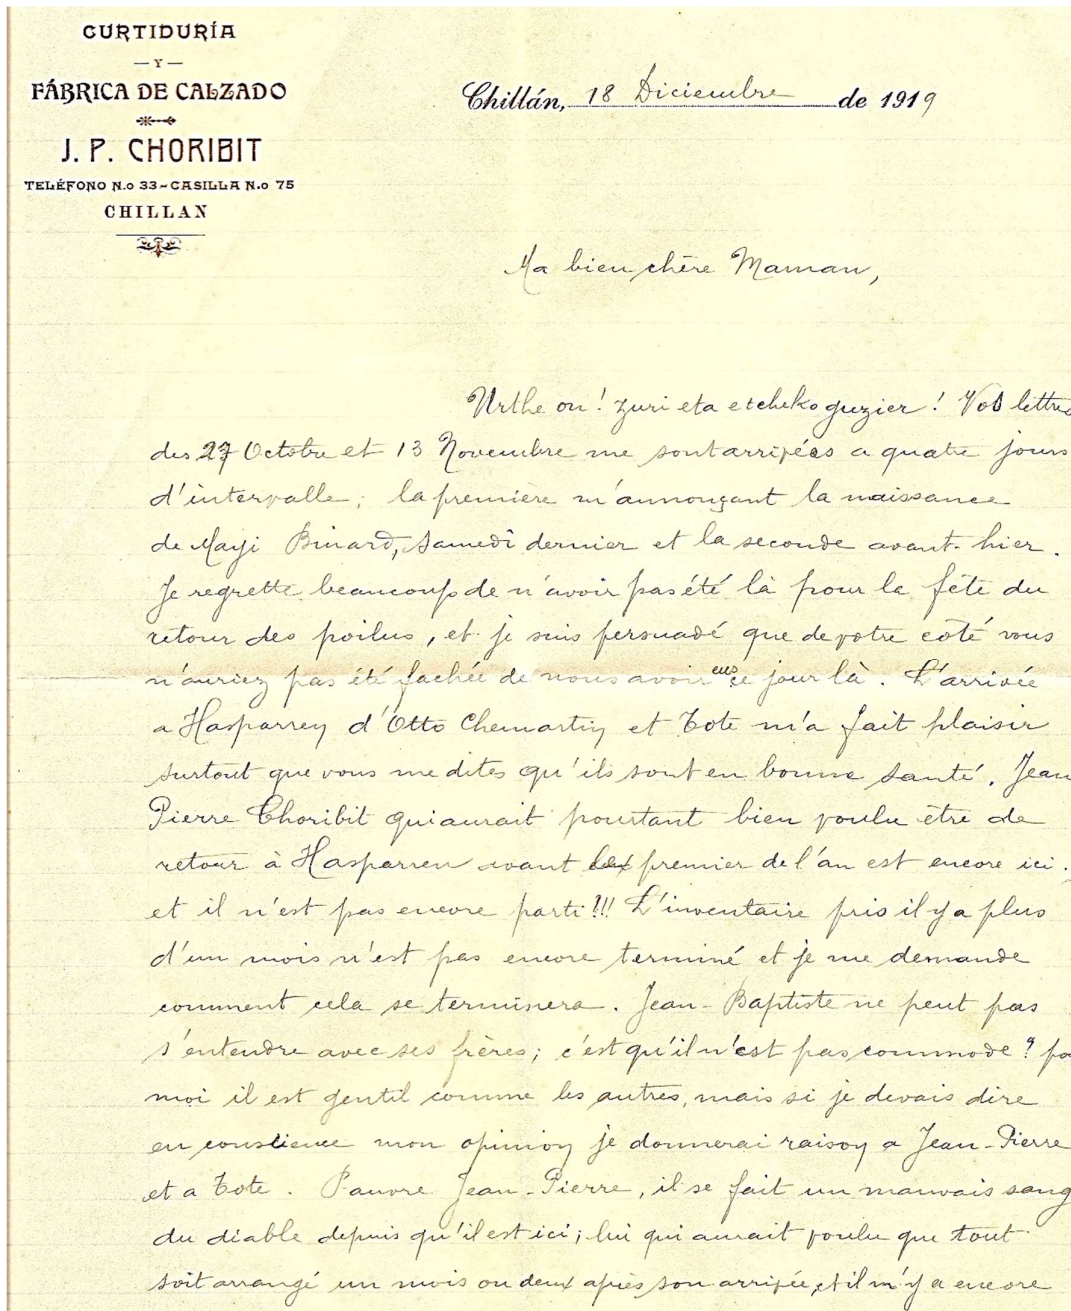 CURTIDURÍA
— Y —
FÁBRICA DE CALZADO
J. P. CHORIBIT
TELÉFONO N.o 33 - CASILLA N.o 75
CHILLAN
Chillán, 18 Diciembre de 1919
Ma bien chère Maman,
Urthe on! zuri eta etcheko guzier! Vos lettres
des 27 Octobre et 13 Novembre me sont arrivées a quatre jours
d'intervalle; la première m'annonçant la naissance
de Mayi Binard, Samedi dernier et la seconde avant-hier.
Je regrette beaucoup de n'avoir pas été là pour la fête du
retour des poilus, et je suis persuadé que de votre côté vous
n'auriez pas été fachée de nous avoir eus ce jour là. L'arrivée
a Hasparren d'Otto Chemartin et Tote m'a fait plaisir
surtout que vous me dites qu'ils sont en bonne santé. Jean
Pierre Choribit qui aurait pourtant bien voulu être de
retour à Hasparren avant le premier de l'an est encore ici.
et il n'est pas encore parti!!! L'inventaire pris il y a plus
d'un mois n'est pas encore terminé et je me demande
comment cela se terminera. Jean-Baptiste ne peut pas
s'entendre avec ses frères; c'est qu'il n'est pas commode? po
moi il est gentil comme les autres, mais si je devais dire
en conscience mon opinion je donnerai raison a Jean-Pierre
et a Tote. Pauvre Jean-Pierre, il se fait un mauvais sang
du diable depuis qu'il est ici; lui qui aurait voulu que tout
soit arrangé un mois ou deux après son arrivée, et il n'y a encore